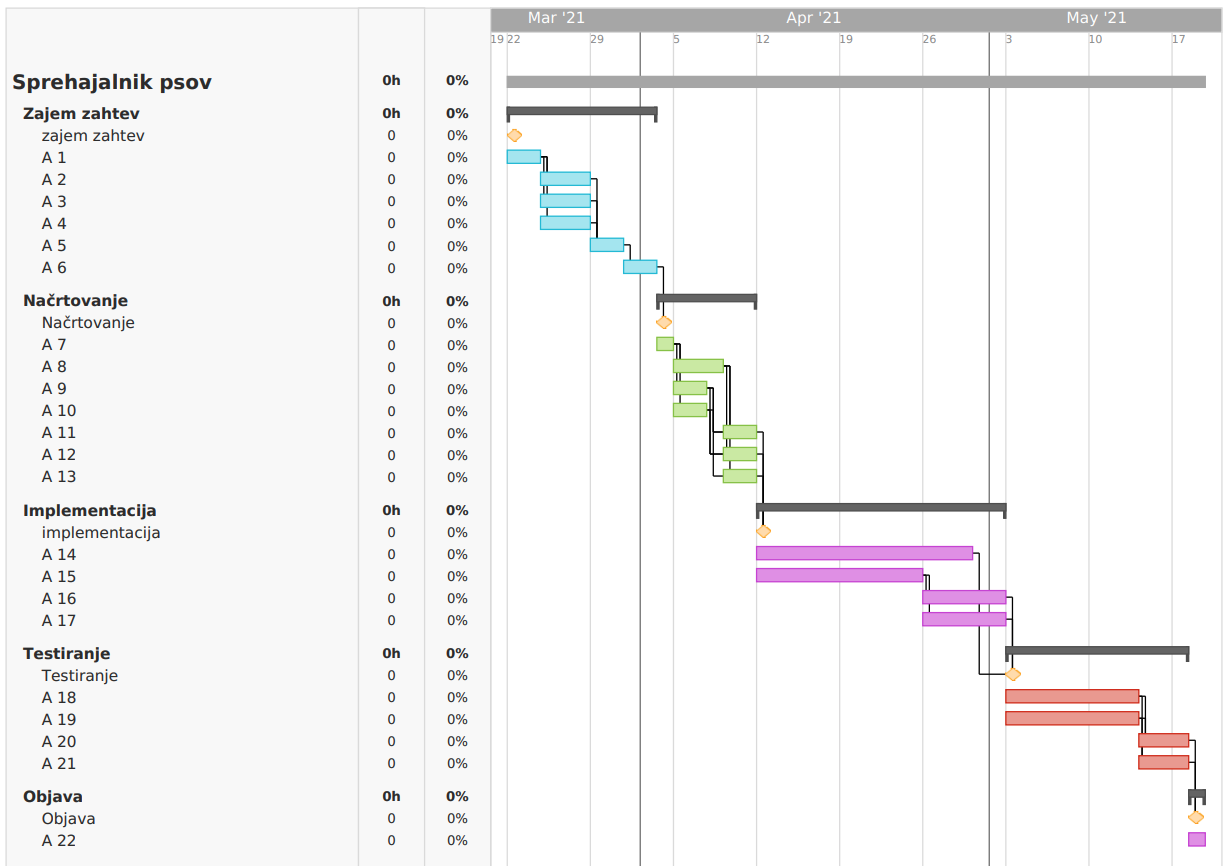 Mar '21 Apr '21 May '21
19 22 29 5 12 19 26 3 10 17
Sprehajalnik psov 0h 0%
Zajem zahtev 0h 0%
zajem zahtev 0 0%
A 1 0 0%
A 2 0 0%
A 3 0 0%
A 4 0 0%
A 5 0 0%
A 6 0 0%
Načrtovanje 0h 0%
Načrtovanje 0 0%
A 7 0 0%
A 8 0 0%
A 9 0 0%
A 10 0 0%
A 11 0 0%
A 12 0 0%
A 13 0 0%
Implementacija 0h 0%
implementacija 0 0%
A 14 0 0%
A 15 0 0%
A 16 0 0%
A 17 0 0%
Testiranje 0h 0%
Testiranje 0 0%
A 18 0 0%
A 19 0 0%
A 20 0 0%
A 21 0 0%
Objava 0h 0%
Objava 0 0%
A 22 0 0%